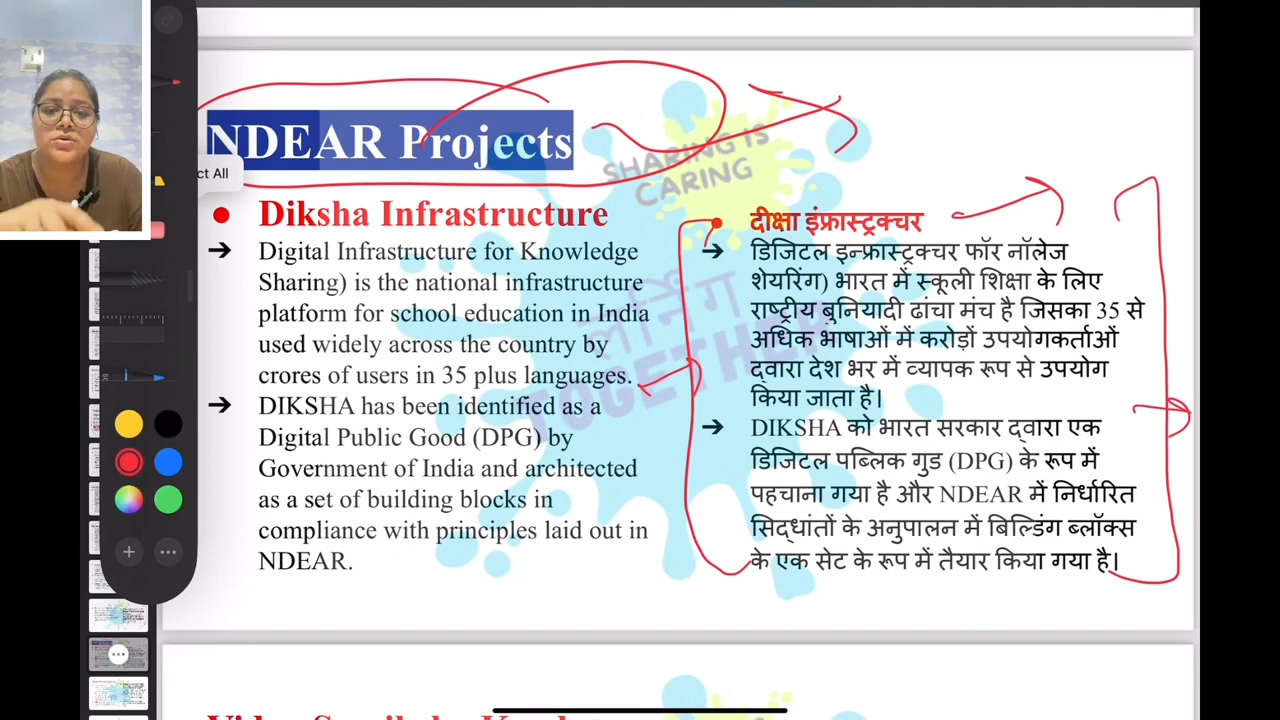 NDEAR Projects
ct All
SHARING IS
CARING
लर्निंग
TOGETHER
● Diksha Infrastructure
➔ Digital Infrastructure for Knowledge
Sharing) is the national infrastructure
platform for school education in India
used widely across the country by
crores of users in 35 plus languages.
➔ DIKSHA has been identified as a
Digital Public Good (DPG) by
Government of India and architected
as a set of building blocks in
compliance with principles laid out in
NDEAR.
● दीक्षा इंफ्रास्ट्रक्चर
➔ डिजिटल इन्फ्रास्ट्रक्चर फॉर नॉलेज
शेयरिंग) भारत में स्कूली शिक्षा के लिए
राष्ट्रीय बुनियादी ढांचा मंच है जिसका 35 से
अधिक भाषाओं में करोड़ों उपयोगकर्ताओं
द्वारा देश भर में व्यापक रूप से उपयोग
किया जाता है।
➔ DIKSHA को भारत सरकार द्वारा एक
डिजिटल पब्लिक गुड (DPG) के रूप में
पहचाना गया है और NDEAR में निर्धारित
सिद्धांतों के अनुपालन में बिल्डिंग ब्लॉक्स
के एक सेट के रूप में तैयार किया गया है।